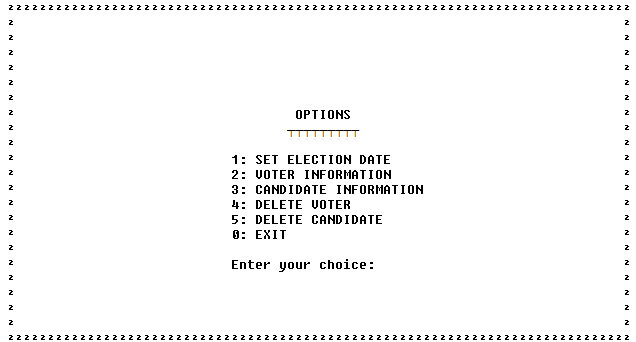 OPTIONS
1: SET ELECTION DATE
2: VOTER INFORMATION
3: CANDIDATE INFORMATION
4: DELETE VOTER
5: DELETE CANDIDATE
0: EXIT
Enter your choice: